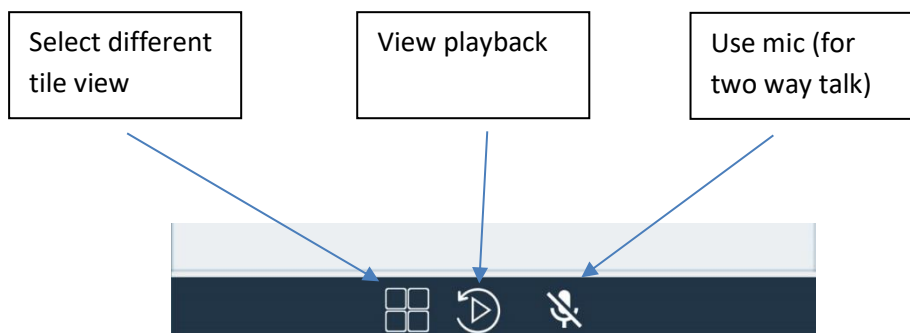 Select different
tile view
View playback
Use mic (for
two way talk)